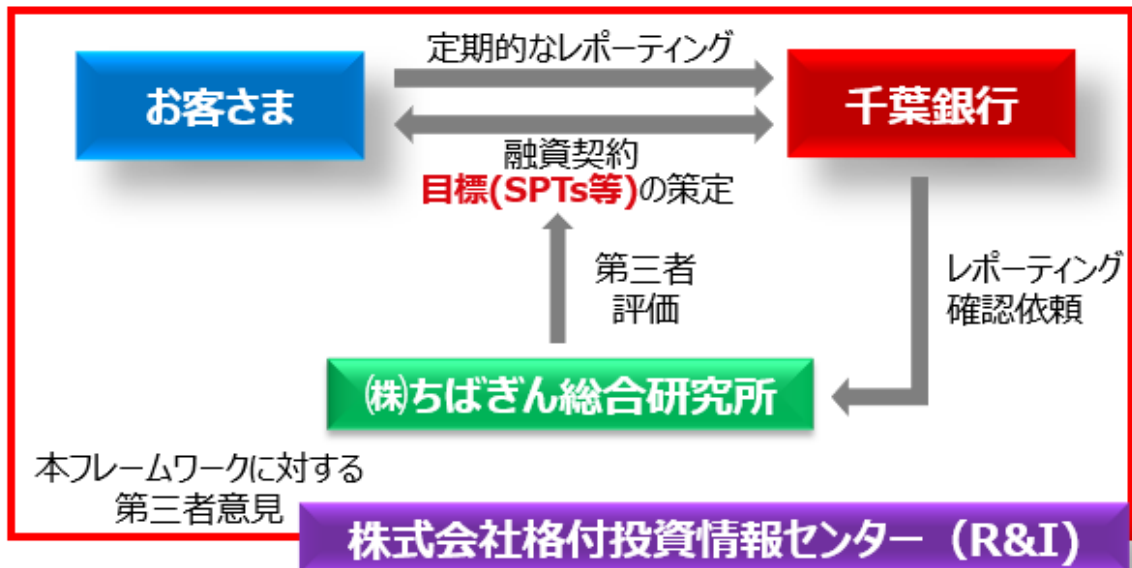 定期的なレポーティング
お客さま
千葉銀行
融資契約
目標(SPTs等)の策定
第三者
評価
レポーティング
確認依頼
㈱ちばぎん総合研究所
本フレームワークに対する
第三者意見
株式会社格付投資情報センター（R&I)